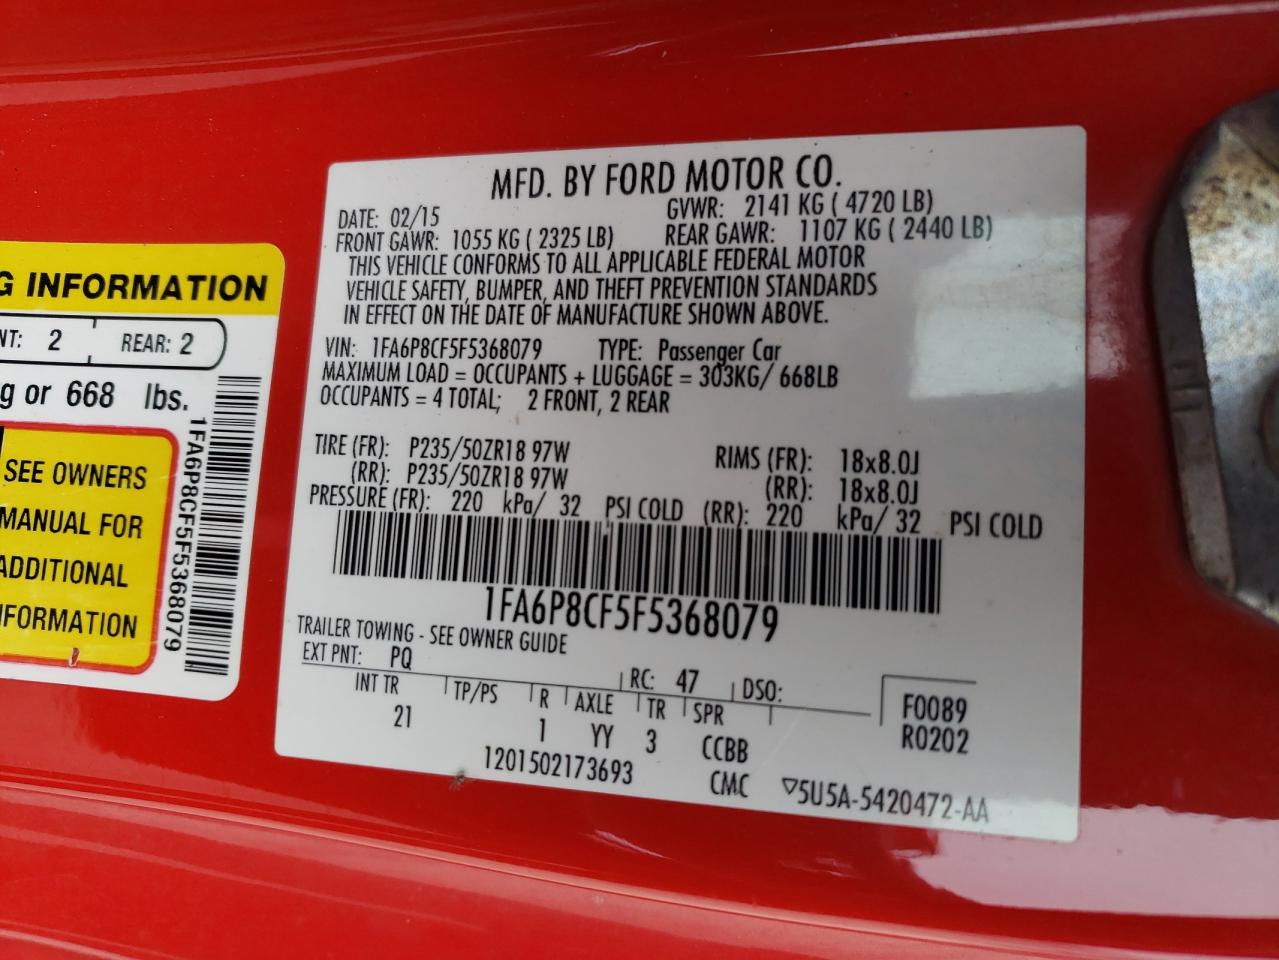 MFD. BY FORD MOTOR CO.
DATE: 02/15 GVWR: 2141 KG ( 4720 LB)
FRONT GAWR: 1055 KG ( 2325 LB) REAR GAWR: 1107 KG ( 2440 LB)
THIS VEHICLE CONFORMS TO ALL APPLICABLE FEDERAL MOTOR
VEHICLE SAFETY, BUMPER, AND THEFT PREVENTION STANDARDS
IN EFFECT ON THE DATE OF MANUFACTURE SHOWN ABOVE.
VIN: 1FA6P8CF5F5368079 TYPE: Passenger Car
MAXIMUM LOAD = OCCUPANTS + LUGGAGE = 303KG/ 668LB
OCCUPANTS = 4 TOTAL; 2 FRONT, 2 REAR
TIRE (FR): P235/50ZR18 97W RIMS (FR): 18x8.0J
(RR): P235/50ZR18 97W (RR): 18x8.0J
PRESSURE (FR): 220 kPa/ 32 PSI COLD (RR): 220 kPa/ 32 PSI COLD
1FA6P8CF5F5368079
TRAILER TOWING - SEE OWNER GUIDE
EXT PNT: PQ RC: 47 DSO:
INT TR TP/PS R AXLE TR SPR F0089
21 1 YY 3 CCBB R0202
1201502173693 CMC ▽5U5A-5420472-AA
G INFORMATION
NT: 2 REAR: 2
g or 668 lbs.
SEE OWNERS
MANUAL FOR
ADDITIONAL
NFORMATION
1FA6P8CF5F5368079